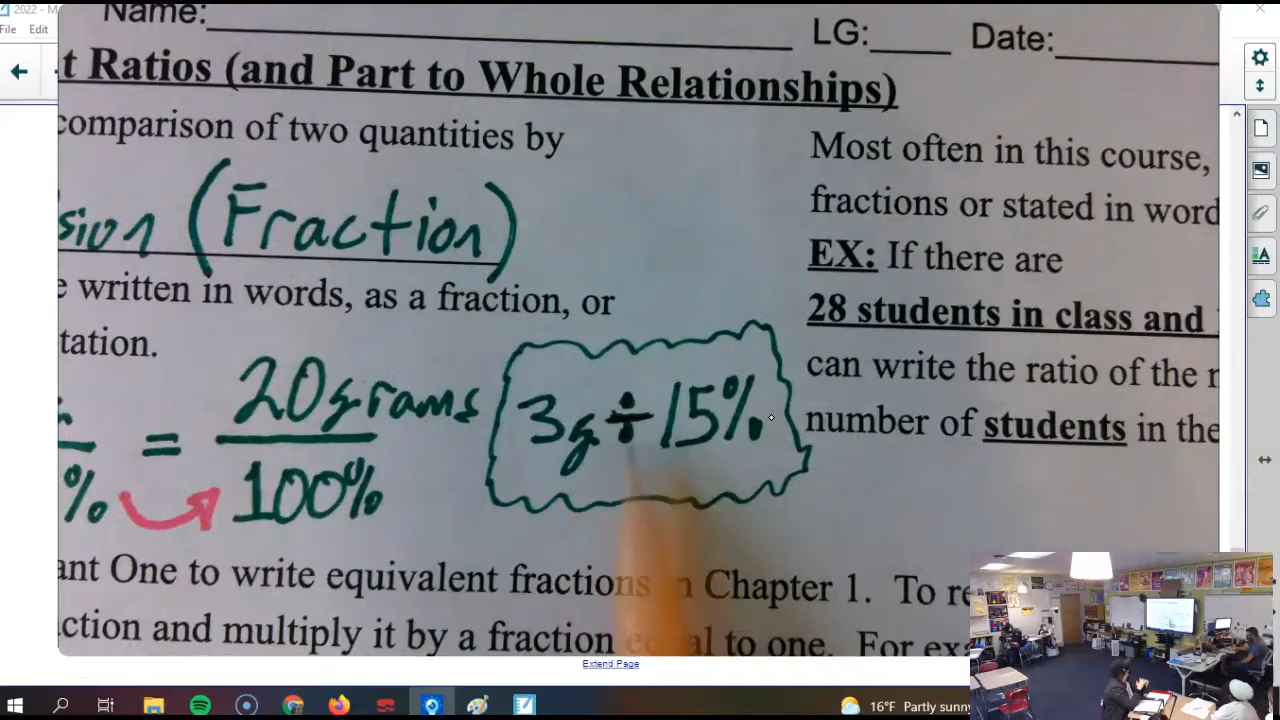 2022 - M
File Edit
Name: LG: Date:
t Ratios (and Part to Whole Relationships)
comparison of two quantities by
sion (Fraction)
e written in words, as a fraction, or
tation.
= 20grams
% 100%
3g ÷ 15%
Most often in this course,
fractions or stated in word
EX: If there are
28 students in class and
can write the ratio of the r
number of students in the
ant One to write equivalent fractions n Chapter 1. To re
ction and multiply it by a fraction e al to one. For exa
Extend Page
16°F Partly sunny